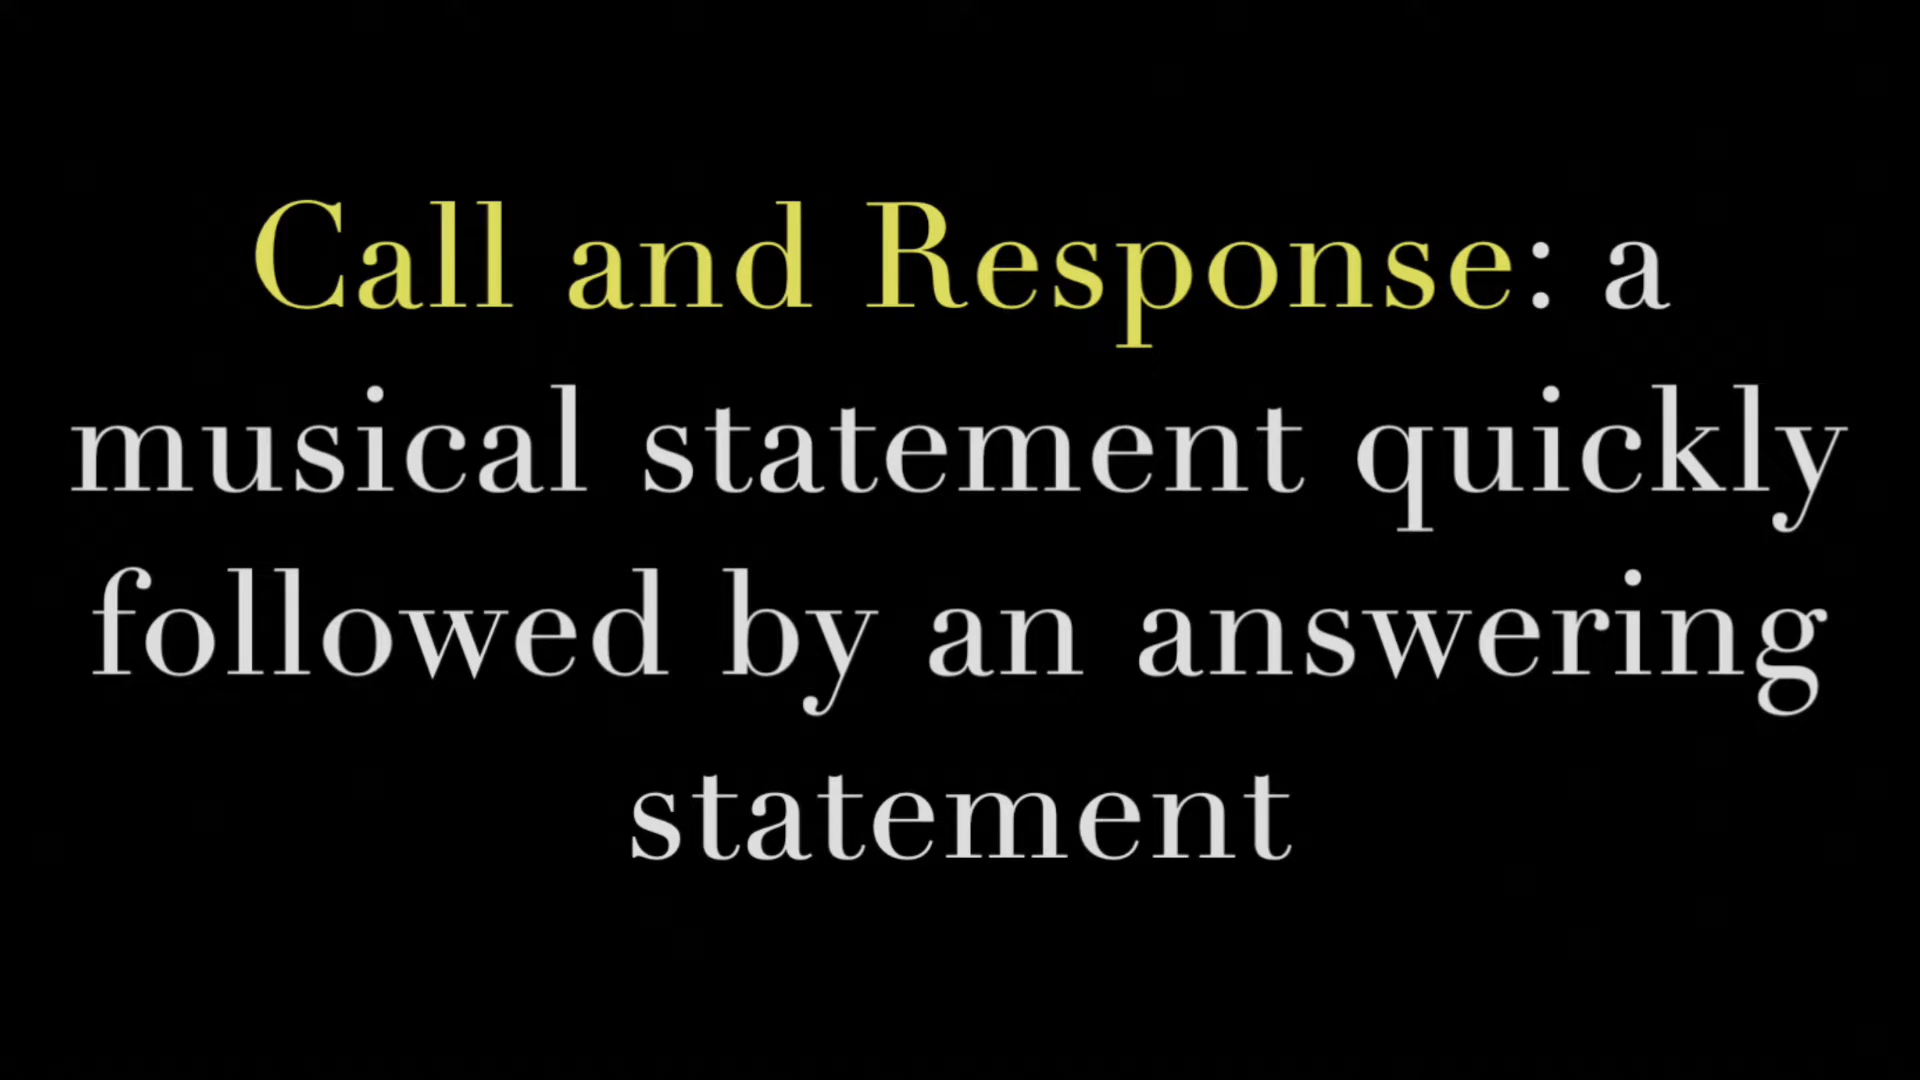 Call and Response: a
musical statement quickly
followed by an answering
statement